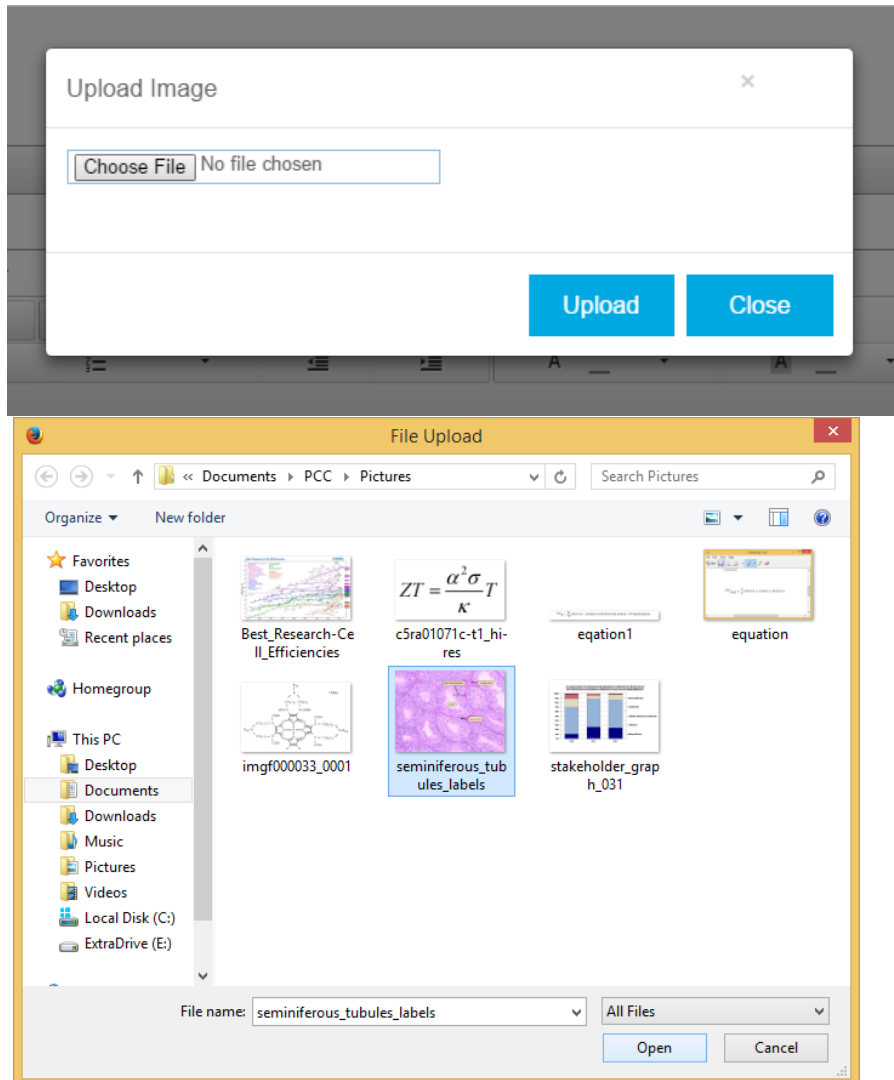 Upload Image ×
Choose File No file chosen
Upload Close
A A
File Upload
« Documents PCC Pictures
Search Pictures
Organize New folder
Favorites
Desktop
Downloads
Recent places
Homegroup
This PC
Desktop
Documents
Downloads
Music
Pictures
Videos
Local Disk (C:)
ExtraDrive (E:)
Best_Research-Ce
ll_Efficiencies
ZT = α²σ/κ T
c5ra01071c-t1_hi-
res
eqation1
equation
imgf000033_0001
seminiferous_tub
ules_labels
stakeholder_grap
h_031
File name: seminiferous_tubules_labels
All Files
Open Cancel